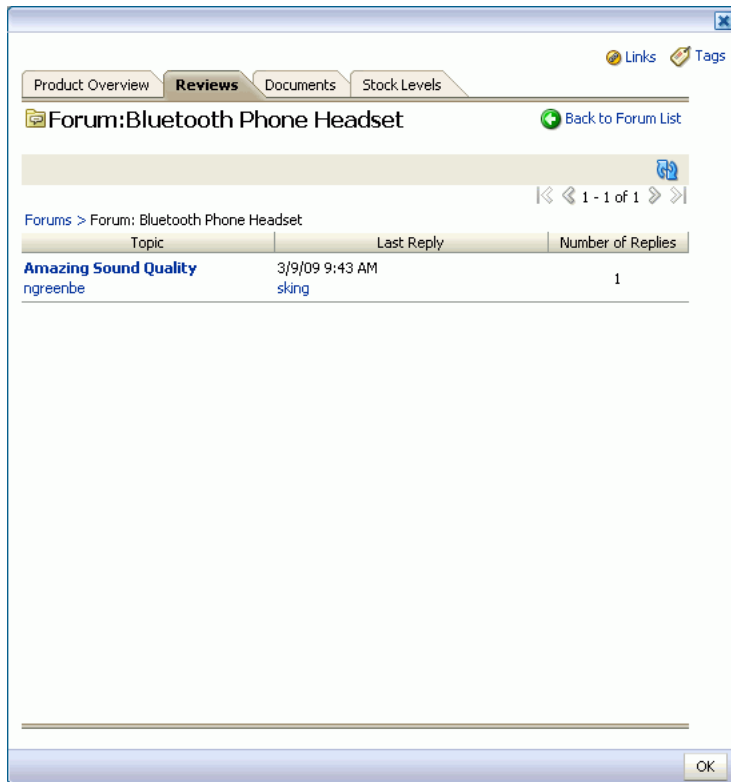 Links Tags
Product Overview Reviews Documents Stock Levels
Forum:Bluetooth Phone Headset Back to Forum List
1 - 1 of 1
Forums > Forum: Bluetooth Phone Headset
Topic Last Reply Number of Replies
Amazing Sound Quality 3/9/09 9:43 AM 1
ngreenbe sking
OK